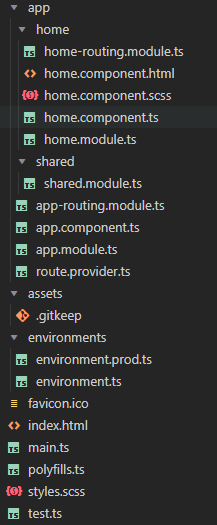 app
home
home-routing.module.ts
home.component.html
home.component.scss
home.component.ts
home.module.ts
shared
shared.module.ts
app-routing.module.ts
app.component.ts
app.module.ts
route.provider.ts
assets
.gitkeep
environments
environment.prod.ts
environment.ts
favicon.ico
index.html
main.ts
polyfills.ts
styles.scss
test.ts